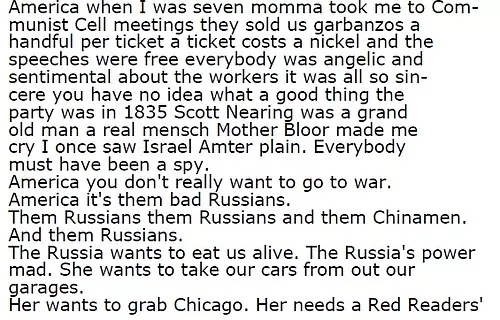 America when I was seven momma took me to Com-
munist Cell meetings they sold us garbanzos a
handful per ticket a ticket costs a nickel and the
speeches were free everybody was angelic and
sentimental about the workers it was all so sin-
cere you have no idea what a good thing the
party was in 1835 Scott Nearing was a grand
old man a real mensch Mother Bloor made me
cry I once saw Israel Amter plain. Everybody
must have been a spy.
America you don't really want to go to war.
America it's them bad Russians.
Them Russians them Russians and them Chinamen.
And them Russians.
The Russia wants to eat us alive. The Russia's power
mad. She wants to take our cars from out our
garages.
Her wants to grab Chicago. Her needs a Red Readers'